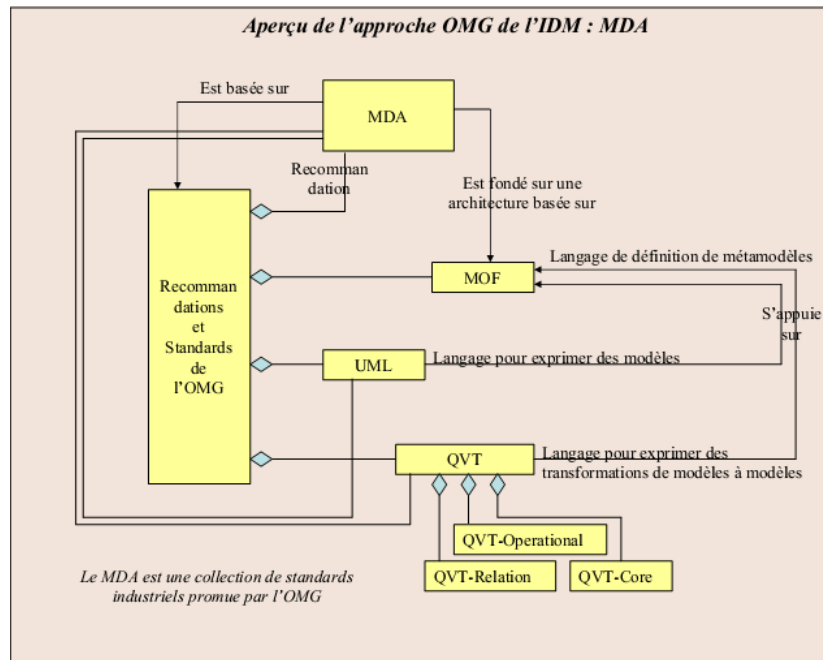 Aperçu de l'approche OMG de l'IDM : MDA
Est basée sur
MDA
Recomman
dation
Est fondé sur une
architecture basée sur
Langage de définition de métamodèles
MOF
Recomman
dations
et
Standards
de
l'OMG
S'appuie
sur
UML
Langage pour exprimer des modèles
QVT
Langage pour exprimer des
transformations de modèles à modèles
QVT-Operational
QVT-Relation
QVT-Core
Le MDA est une collection de standards
industriels promue par l'OMG